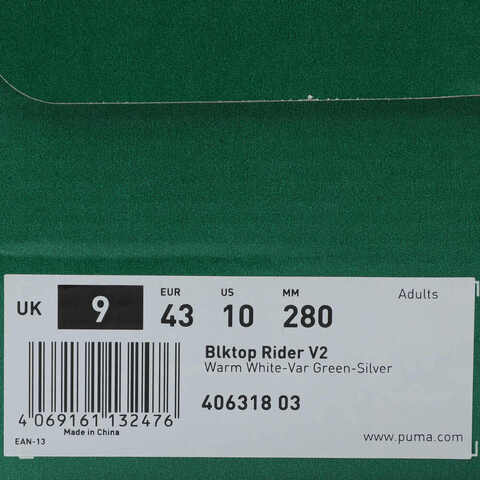 EUR US MM Adults
UK 9 43 10 280
Blktop Rider V2
Warm White-Var Green-Silver
406318 03
4 069161 132476
Made in China
EAN-13
www.puma.com